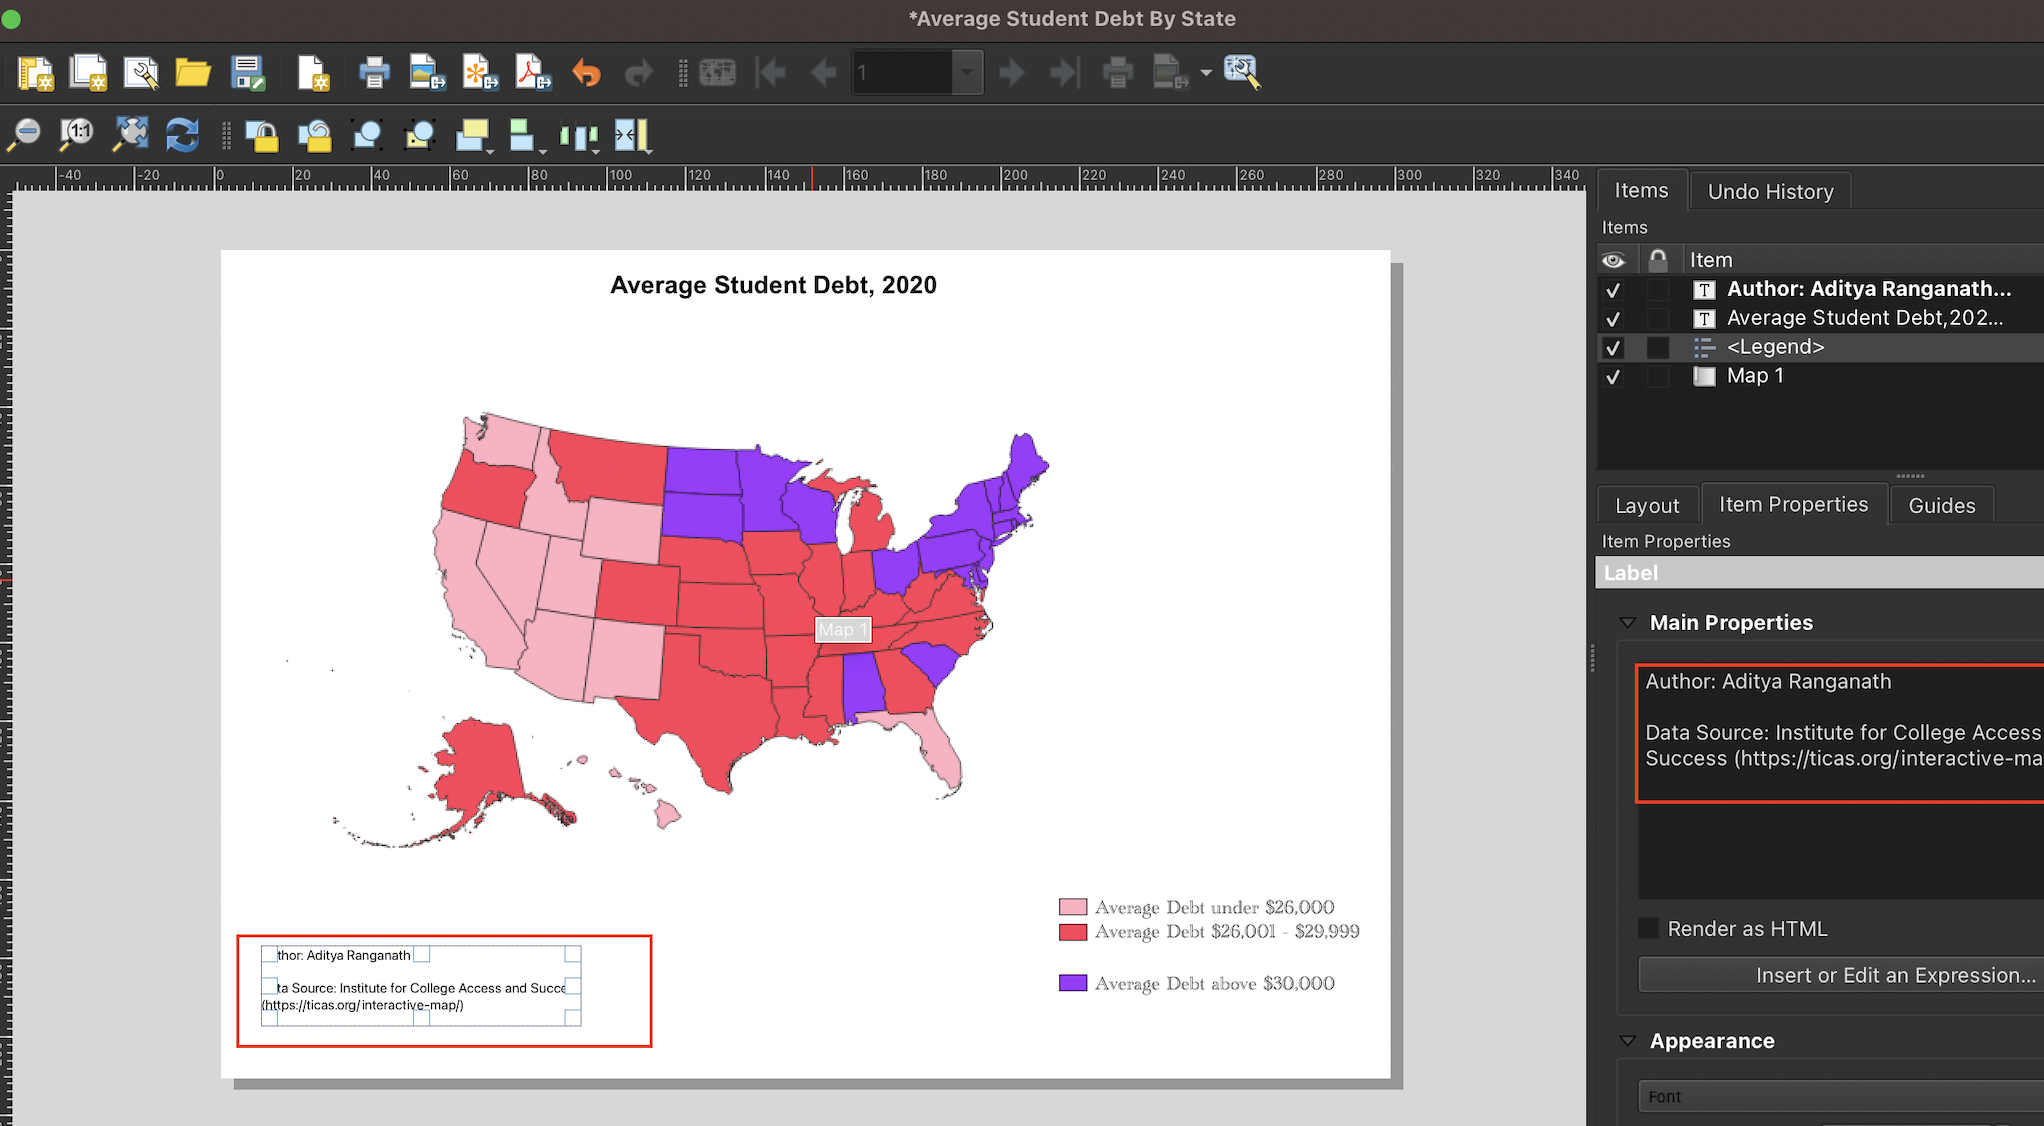 *Average Student Debt By State
1
1:1
-40 -20 0 20 40 60 80 100 120 140 160 180 200 220 240 260 280 300 320 340
Items Undo History
Items
Item
Author: Aditya Ranganath...
Average Student Debt,202...
<Legend>
Map 1
Layout Item Properties Guides
Item Properties
Label
Main Properties
Author: Aditya Ranganath
Data Source: Institute for College Access
Success (https://ticas.org/interactive-ma
Render as HTML
Insert or Edit an Expression...
Appearance
Font
Average Student Debt, 2020
Map 1
Average Debt under $26,000
Average Debt $26,001 - $29,999
Average Debt above $30,000
thor: Aditya Ranganath
ta Source: Institute for College Access and Succe
(https://ticas.org/interactive-map/)